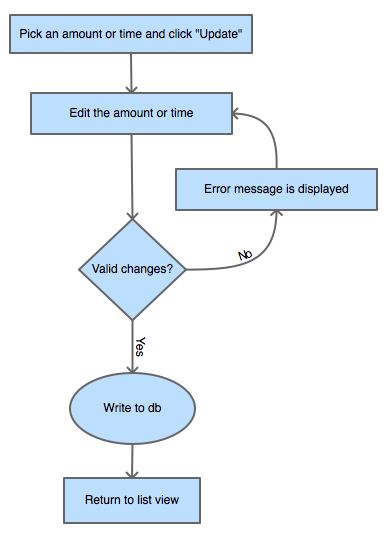 Pick an amount or time and click "Update"
Edit the amount or time
Error message is displayed
Valid changes?
No
Yes
Write to db
Return to list view